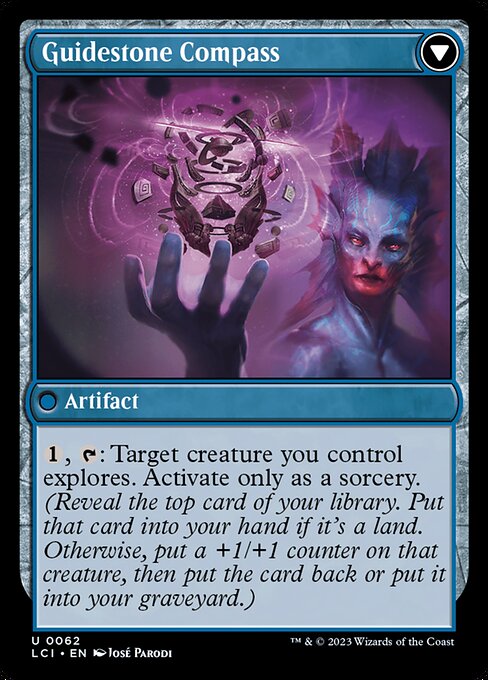 Guidestone Compass
Artifact
1, T: Target creature you control
explores. Activate only as a sorcery.
(Reveal the top card of your library. Put
that card into your hand if it's a land.
Otherwise, put a +1/+1 counter on that
creature, then put the card back or put it
into your graveyard.)
U 0062
LCI • EN José Parodi
™ & © 2023 Wizards of the Coast